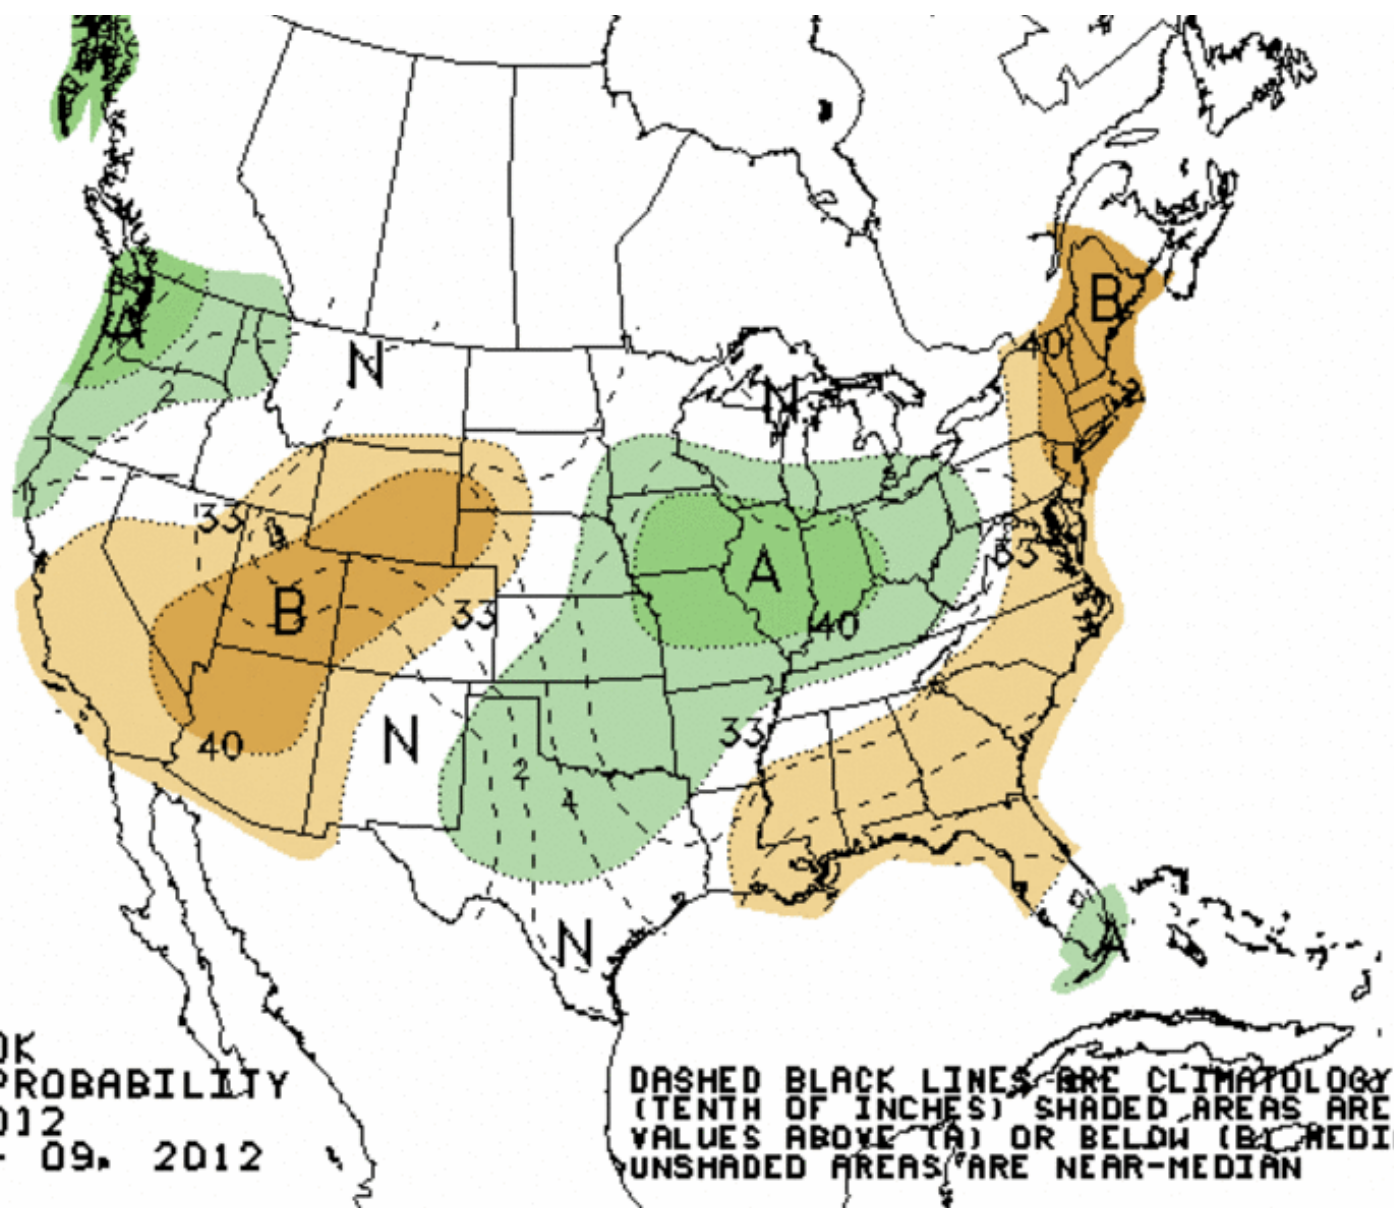 A
B
2
N
40
N
33
33
B
A
33
40
2
33
N
40
2
4
N
A
OK
PROBABILITY
012
- 09, 2012
DASHED BLACK LINES ARE CLIMATOLOGY
(TENTH OF INCHES) SHADED AREAS ARE
VALUES ABOVE (A) OR BELOW (B) MEDI
UNSHADED AREAS ARE NEAR-MEDIAN